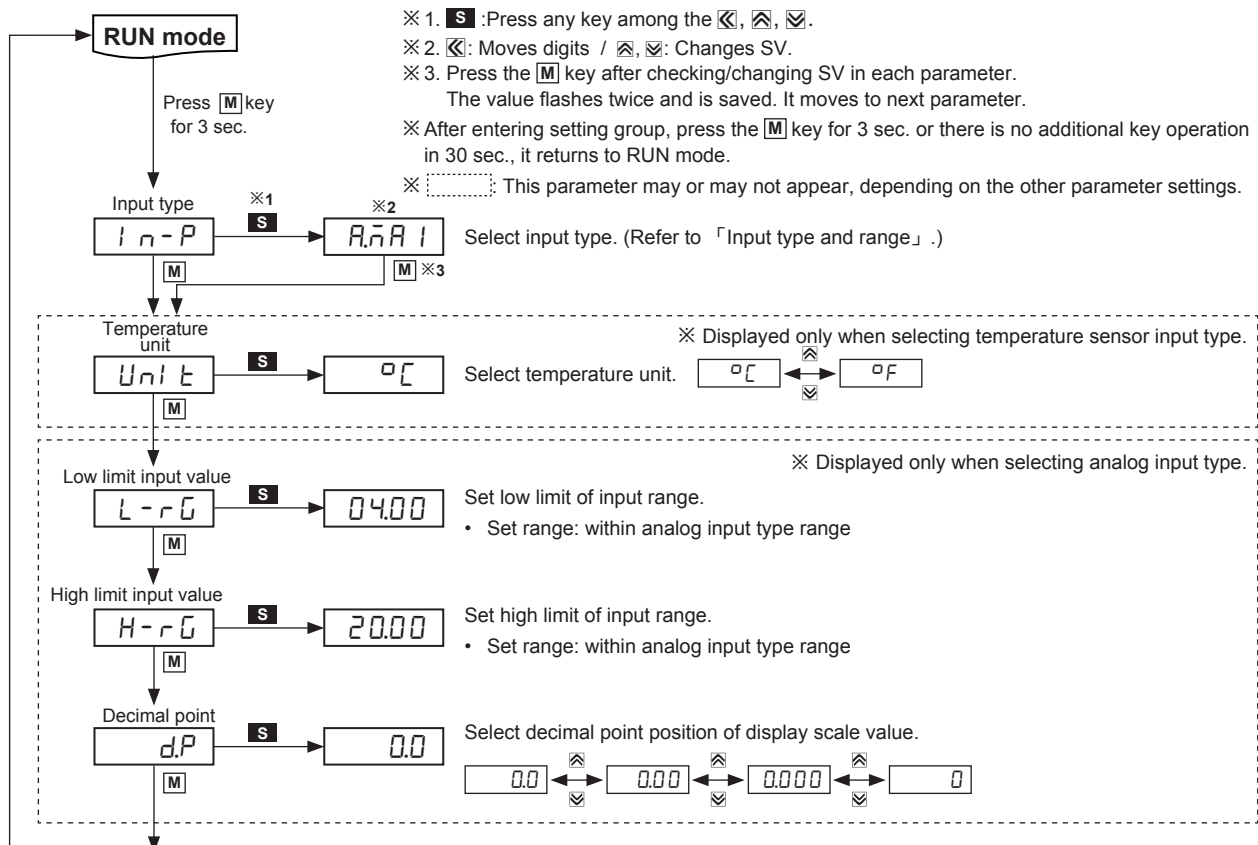 RUN mode
Press M key
for 3 sec.
※ 1. S :Press any key among the ≪, ︽, ︾.
※ 2. ≪: Moves digits / ︽, ︾: Changes SV.
※ 3. Press the M key after checking/changing SV in each parameter.
The value flashes twice and is saved. It moves to next parameter.
※ After entering setting group, press the M key for 3 sec. or there is no additional key operation
in 30 sec., it returns to RUN mode.
※ : This parameter may or may not appear, depending on the other parameter settings.
Input type ※1 ※2
In-P S A.mA1 Select input type. (Refer to 「Input type and range」.)
M M ※3
※ Displayed only when selecting temperature sensor input type.
Temperature
unit
UnIt S °C Select temperature unit. °C ︽ ︾ °F
M
※ Displayed only when selecting analog input type.
Low limit input value
L-rG S 04.00 Set low limit of input range.
• Set range: within analog input type range
M
High limit input value
H-rG S 20.00 Set high limit of input range.
• Set range: within analog input type range
M
Decimal point
d.P S 0.0 Select decimal point position of display scale value.
M
0.0 ︽ ︾ 0.00 ︽ ︾ 0.000 ︽ ︾ 0